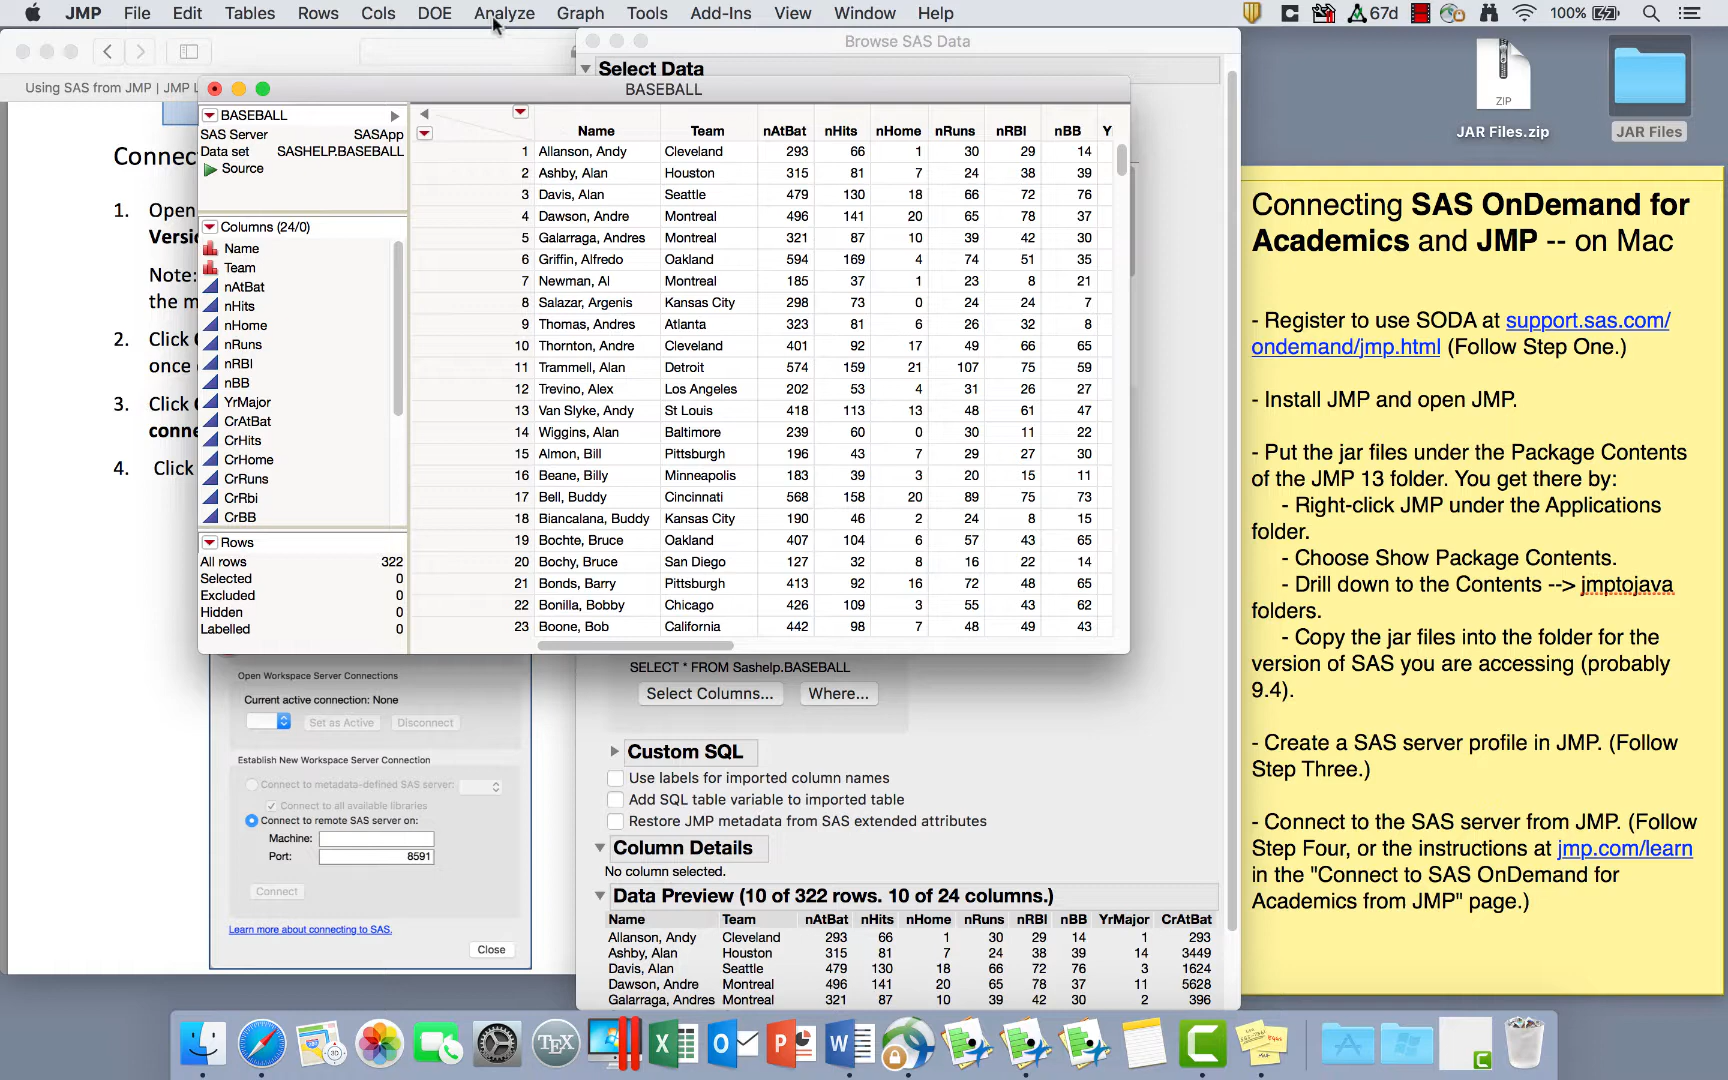 JMP File Edit Tables Rows Cols DOE Analyze Graph Tools Add-Ins View Window Help 67d 100%
Browse SAS Data
Using SAS from JMP | JMP L
Select Data
BASEBALL
BASEBALL
SAS Server SASApp
Data set SASHELP.BASEBALL
Source
Columns (24/0)
Name
Team
nAtBat
nHits
nHome
nRuns
nRBI
nBB
YrMajor
CrAtBat
CrHits
CrHome
CrRuns
CrRbi
CrBB
Rows
All rows 322
Selected 0
Excluded 0
Hidden 0
Labelled 0
Name Team nAtBat nHits nHome nRuns nRBI nBB Y
1 Allanson, Andy Cleveland 293 66 1 30 29 14
2 Ashby, Alan Houston 315 81 7 24 38 39
3 Davis, Alan Seattle 479 130 18 66 72 76
4 Dawson, Andre Montreal 496 141 20 65 78 37
5 Galarraga, Andres Montreal 321 87 10 39 42 30
6 Griffin, Alfredo Oakland 594 169 4 74 51 35
7 Newman, Al Montreal 185 37 1 23 8 21
8 Salazar, Argenis Kansas City 298 73 0 24 24 7
9 Thomas, Andres Atlanta 323 81 6 26 32 8
10 Thornton, Andre Cleveland 401 92 17 49 66 65
11 Trammell, Alan Detroit 574 159 21 107 75 59
12 Trevino, Alex Los Angeles 202 53 4 31 26 27
13 Van Slyke, Andy St Louis 418 113 13 48 61 47
14 Wiggins, Alan Baltimore 239 60 0 30 11 22
15 Almon, Bill Pittsburgh 196 43 7 29 27 30
16 Beane, Billy Minneapolis 183 39 3 20 15 11
17 Bell, Buddy Cincinnati 568 158 20 89 75 73
18 Biancalana, Buddy Kansas City 190 46 2 24 8 15
19 Bochte, Bruce Oakland 407 104 6 57 43 65
20 Bochy, Bruce San Diego 127 32 8 16 22 14
21 Bonds, Barry Pittsburgh 413 92 16 72 48 65
22 Bonilla, Bobby Chicago 426 109 3 55 43 62
23 Boone, Bob California 442 98 7 48 49 43
Connec
1. Open
Versio
Note:
the m
2. Click
once
3. Click
conne
4. Click
Open Workspace Server Connections
Current active connection: None
Set as Active Disconnect
Establish New Workspace Server Connection
Connect to metadata-defined SAS server:
Connect to all available libraries
Connect to remote SAS server on:
Machine:
Port: 8591
Connect
Learn more about connecting to SAS.
Close
SELECT * FROM Sashelp.BASEBALL
Select Columns... Where...
Custom SQL
Use labels for imported column names
Add SQL table variable to imported table
Restore JMP metadata from SAS extended attributes
Column Details
No column selected.
Data Preview (10 of 322 rows. 10 of 24 columns.)
Name Team nAtBat nHits nHome nRuns nRBI nBB YrMajor CrAtBat
Allanson, Andy Cleveland 293 66 1 30 29 14 1 293
Ashby, Alan Houston 315 81 7 24 38 39 14 3449
Davis, Alan Seattle 479 130 18 66 72 76 3 1624
Dawson, Andre Montreal 496 141 20 65 78 37 11 5628
Galarraga, Andres Montreal 321 87 10 39 42 30 2 396
ZIP
JAR Files.zip
JAR Files
Connecting SAS OnDemand for
Academics and JMP -- on Mac
- Register to use SODA at support.sas.com/
ondemand/jmp.html (Follow Step One.)
- Install JMP and open JMP.
- Put the jar files under the Package Contents
of the JMP 13 folder. You get there by:
- Right-click JMP under the Applications
folder.
- Choose Show Package Contents.
- Drill down to the Contents --> jmptojava
folders.
- Copy the jar files into the folder for the
version of SAS you are accessing (probably
9.4).
- Create a SAS server profile in JMP. (Follow
Step Three.)
- Connect to the SAS server from JMP. (Follow
Step Four, or the instructions at jmp.com/learn
in the "Connect to SAS OnDemand for
Academics from JMP" page.)
TEX